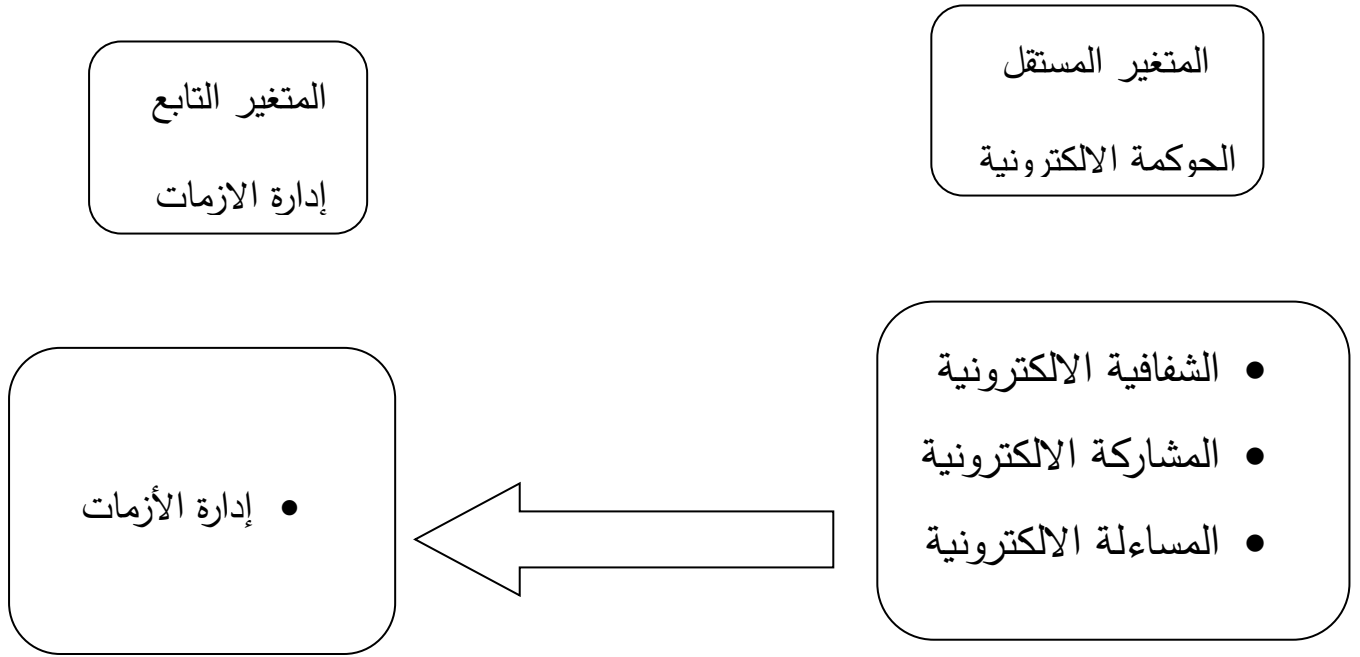 المتغير المستقل
الحوكمة الالكترونية
المتغير التابع
إدارة الازمات
• الشفافية الالكترونية
• المشاركة الالكترونية
• المساءلة الالكترونية
• إدارة الأزمات